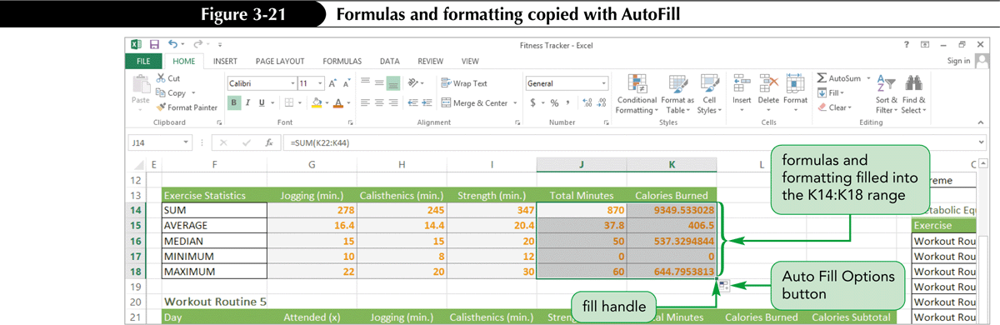 Figure 3-21 Formulas and formatting copied with AutoFill
Fitness Tracker - Excel
?
FILE HOME INSERT PAGE LAYOUT FORMULAS DATA REVIEW VIEW Sign in
Paste
Cut
Copy
Format Painter
Clipboard
Calibri 11 A A
B I U A
Font
Wrap Text
Merge & Center
Alignment
General
$ % , .00 .0
Number
Conditional Formatting
Format as Table
Cell Styles
Styles
Insert Delete Format
Cells
AutoSum
Fill
Clear
Sort & Filter
Find & Select
Editing
J14 fx =SUM(K22:K44)
E F G H I J K L C
12 reme
13 Exercise Statistics Jogging (min.) Calisthenics (min.) Strength (min.) Total Minutes Calories Burned
14 SUM 278 245 347 870 9349.533028 tabolic Eq
15 AVERAGE 16.4 14.4 20.4 37.8 406.5 Exercise
16 MEDIAN 15 15 20 50 537.3294844 Workout Rou
17 MINIMUM 10 8 12 0 0 Workout Rou
18 MAXIMUM 22 20 30 60 644.7953813 Workout Rou
19 Workout Rou
20 Workout Routine 5 Workout Rou
21 Day Attended (x) Jogging (min.) Calisthenics (min.) Stren al Minutes Calories Burned Calories Subtotal Workout Rou
formulas and
formatting filled into
the K14:K18 range
Auto Fill Options
button
fill handle